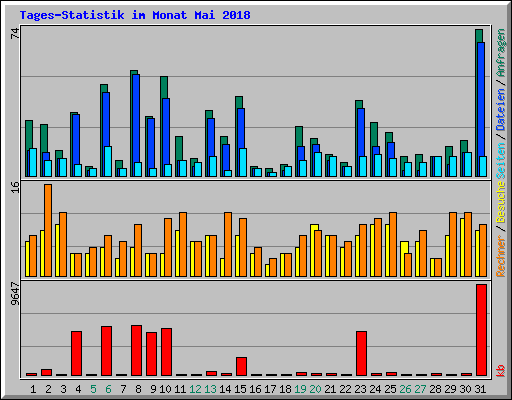 Tages-Statistik im Monat Mai 2018
74
16
9647
Rechner / Besuche Seiten / Dateien / Anfragen
kb
1 2 3 4 5 6 7 8 9 10 11 12 13 14 15 16 17 18 19 20 21 22 23 24 25 26 27 28 29 30 31